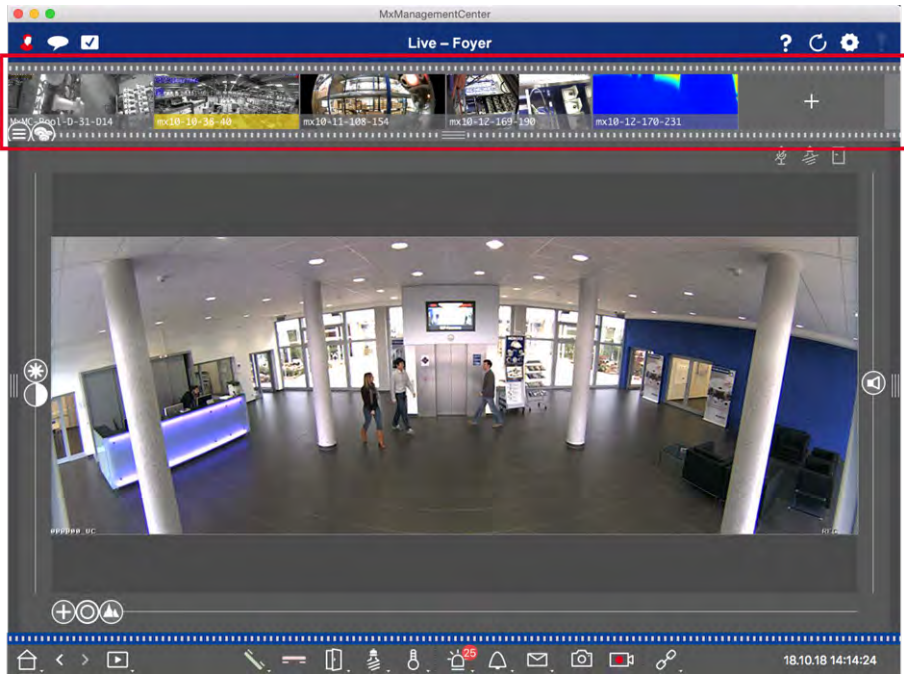 MxManagementCenter
Live – Foyer
mx10-10-36-40
mx10-11-108-154
mx10-12-169-190
mx10-12-170-231
25
18.10.18 14:14:24